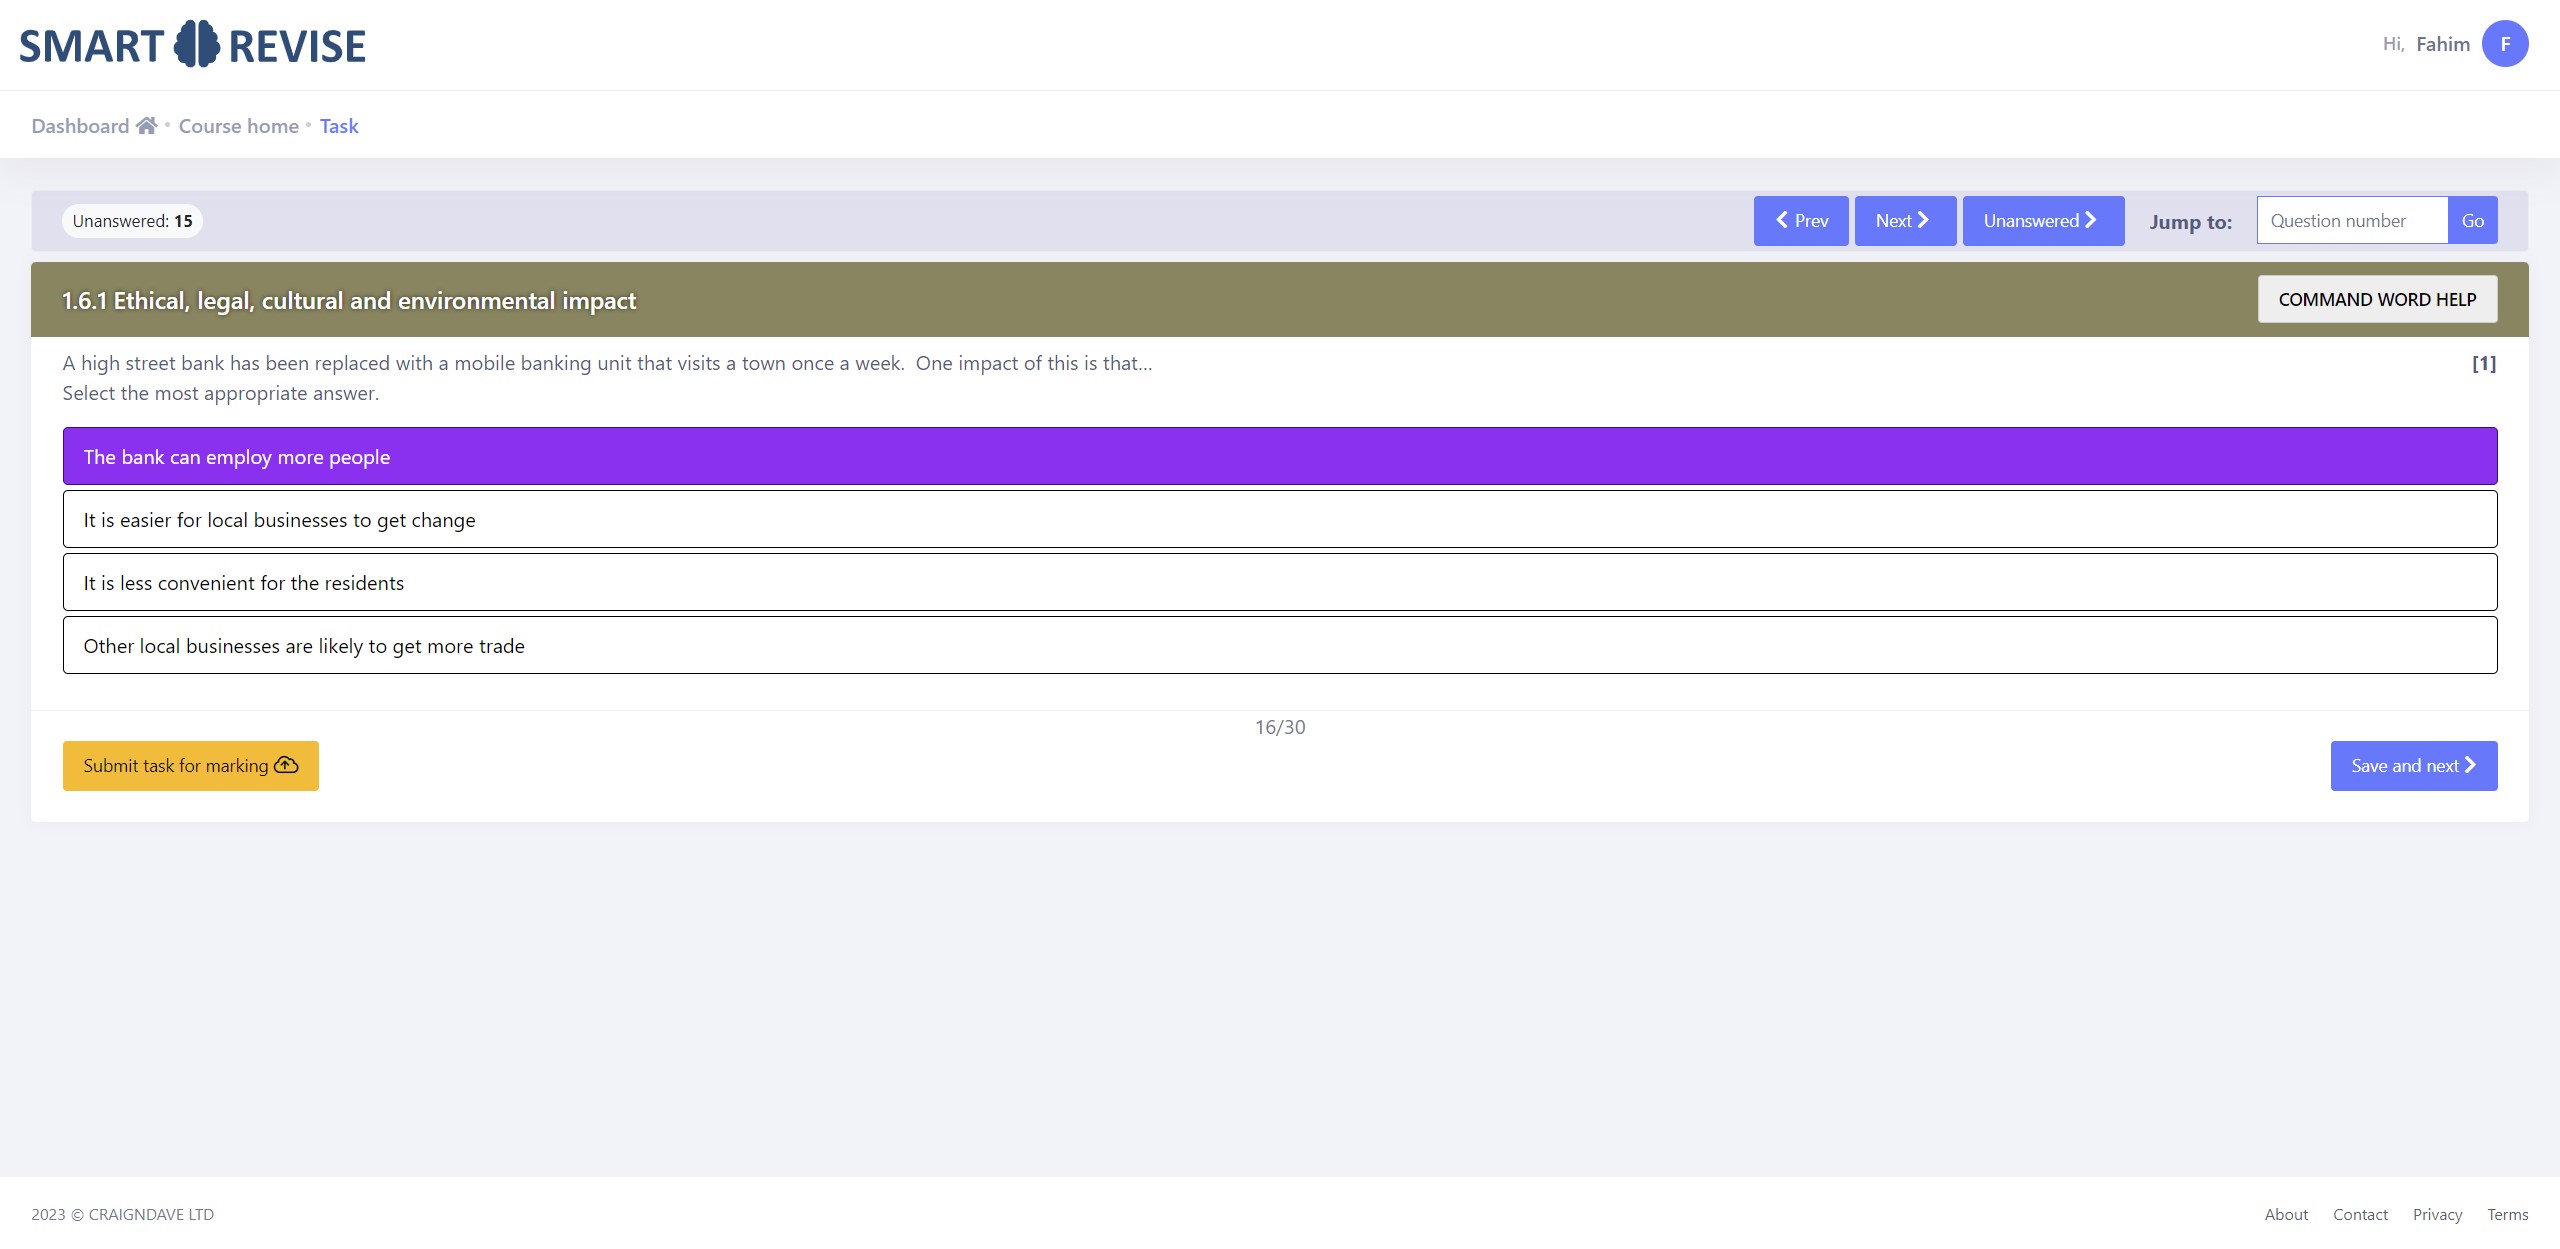 SMART REVISE
Hi, Fahim F
Dashboard • Course home • Task
Unanswered: 15
Prev Next Unanswered Jump to: Question number Go
1.6.1 Ethical, legal, cultural and environmental impact
COMMAND WORD HELP
A high street bank has been replaced with a mobile banking unit that visits a town once a week. One impact of this is that...
[1]
Select the most appropriate answer.
The bank can employ more people
It is easier for local businesses to get change
It is less convenient for the residents
Other local businesses are likely to get more trade
16/30
Submit task for marking
Save and next
2023 © CRAIGNDAVE LTD
About Contact Privacy Terms